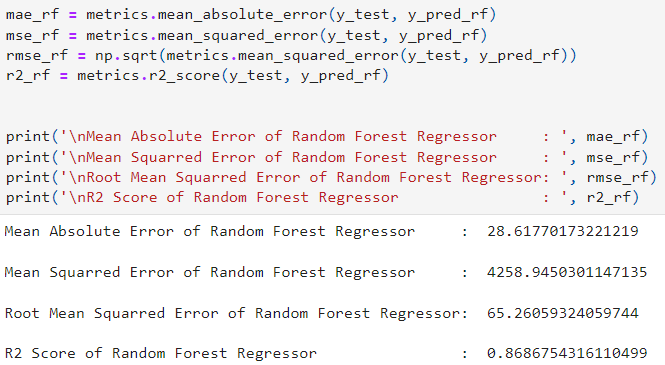 mae_rf = metrics.mean_absolute_error(y_test, y_pred_rf)
mse_rf = metrics.mean_squared_error(y_test, y_pred_rf)
rmse_rf = np.sqrt(metrics.mean_squared_error(y_test, y_pred_rf))
r2_rf = metrics.r2_score(y_test, y_pred_rf)
print('\nMean Absolute Error of Random Forest Regressor     : ', mae_rf)
print('\nMean Squarred Error of Random Forest Regressor     : ', mse_rf)
print('\nRoot Mean Squarred Error of Random Forest Regressor: ', rmse_rf)
print('\nR2 Score of Random Forest Regressor                : ', r2_rf)
Mean Absolute Error of Random Forest Regressor     :  28.61770173221219
Mean Squarred Error of Random Forest Regressor     :  4258.9450301147135
Root Mean Squarred Error of Random Forest Regressor:  65.26059324059744
R2 Score of Random Forest Regressor                :  0.8686754316110499